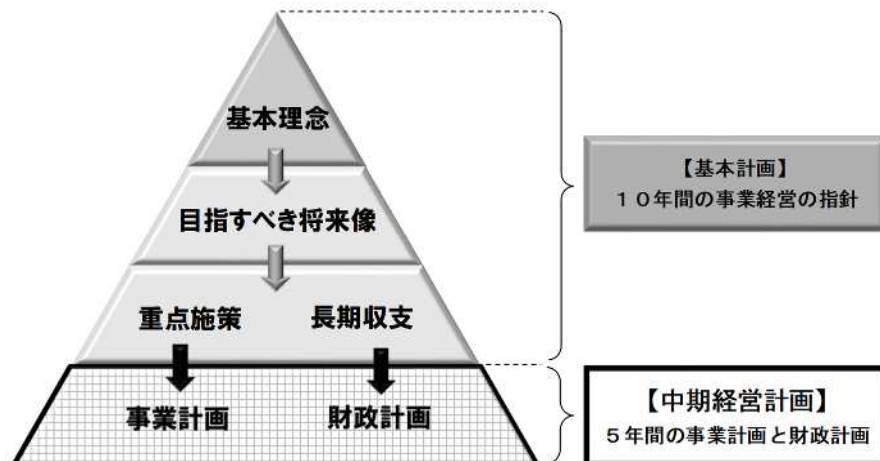 基本理念
目指すべき将来像
重点施策 長期収支
事業計画 財政計画
【基本計画】
10年間の事業経営の指針
【中期経営計画】
5年間の事業計画と財政計画